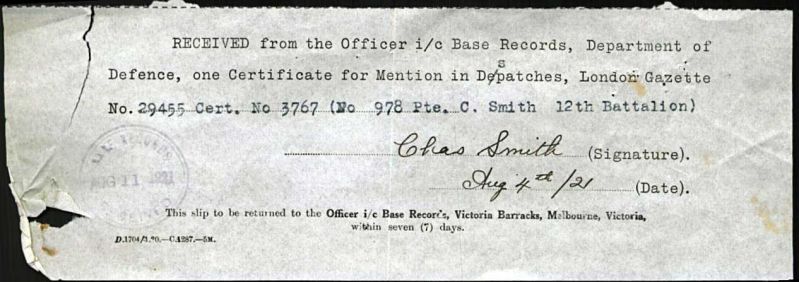 RECEIVED from the Officer i/c Base Records, Department of
Defence, one Certificate for Mention in Despatches, London Gazette
No. 29455 Cert. No 3767 (No 978 Pte. C. Smith 12th Battalion)
Chas Smith (Signature).
Aug 4th /21 (Date).
AUG 11 1921
This slip to be returned to the Officer i/c Base Records, Victoria Barracks, Melbourne, Victoria,
within seven (7) days.
D.1704/1.20.—C.4287.—5M.